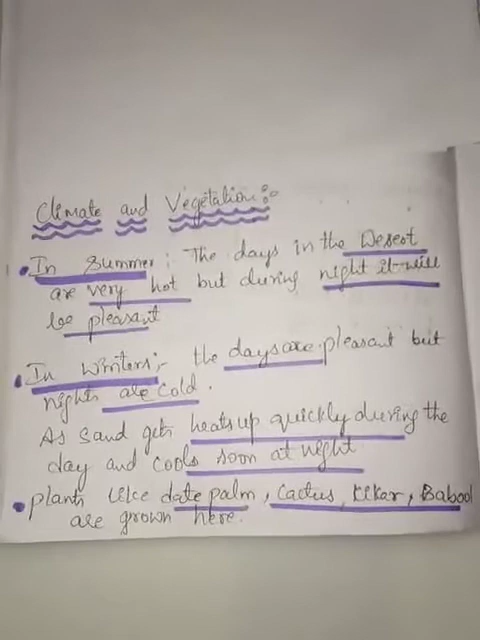 Climate and Vegetation:-
• In Summer: The days in the Desert
are very hot but during night it will
be pleasant
• In Winters:- the days are pleasant but
nights are cold.
As Sand gets heats up quickly during the
day and cools soon at night
• plants like date palm, Cactus, Kikar, Babool
are grown here.